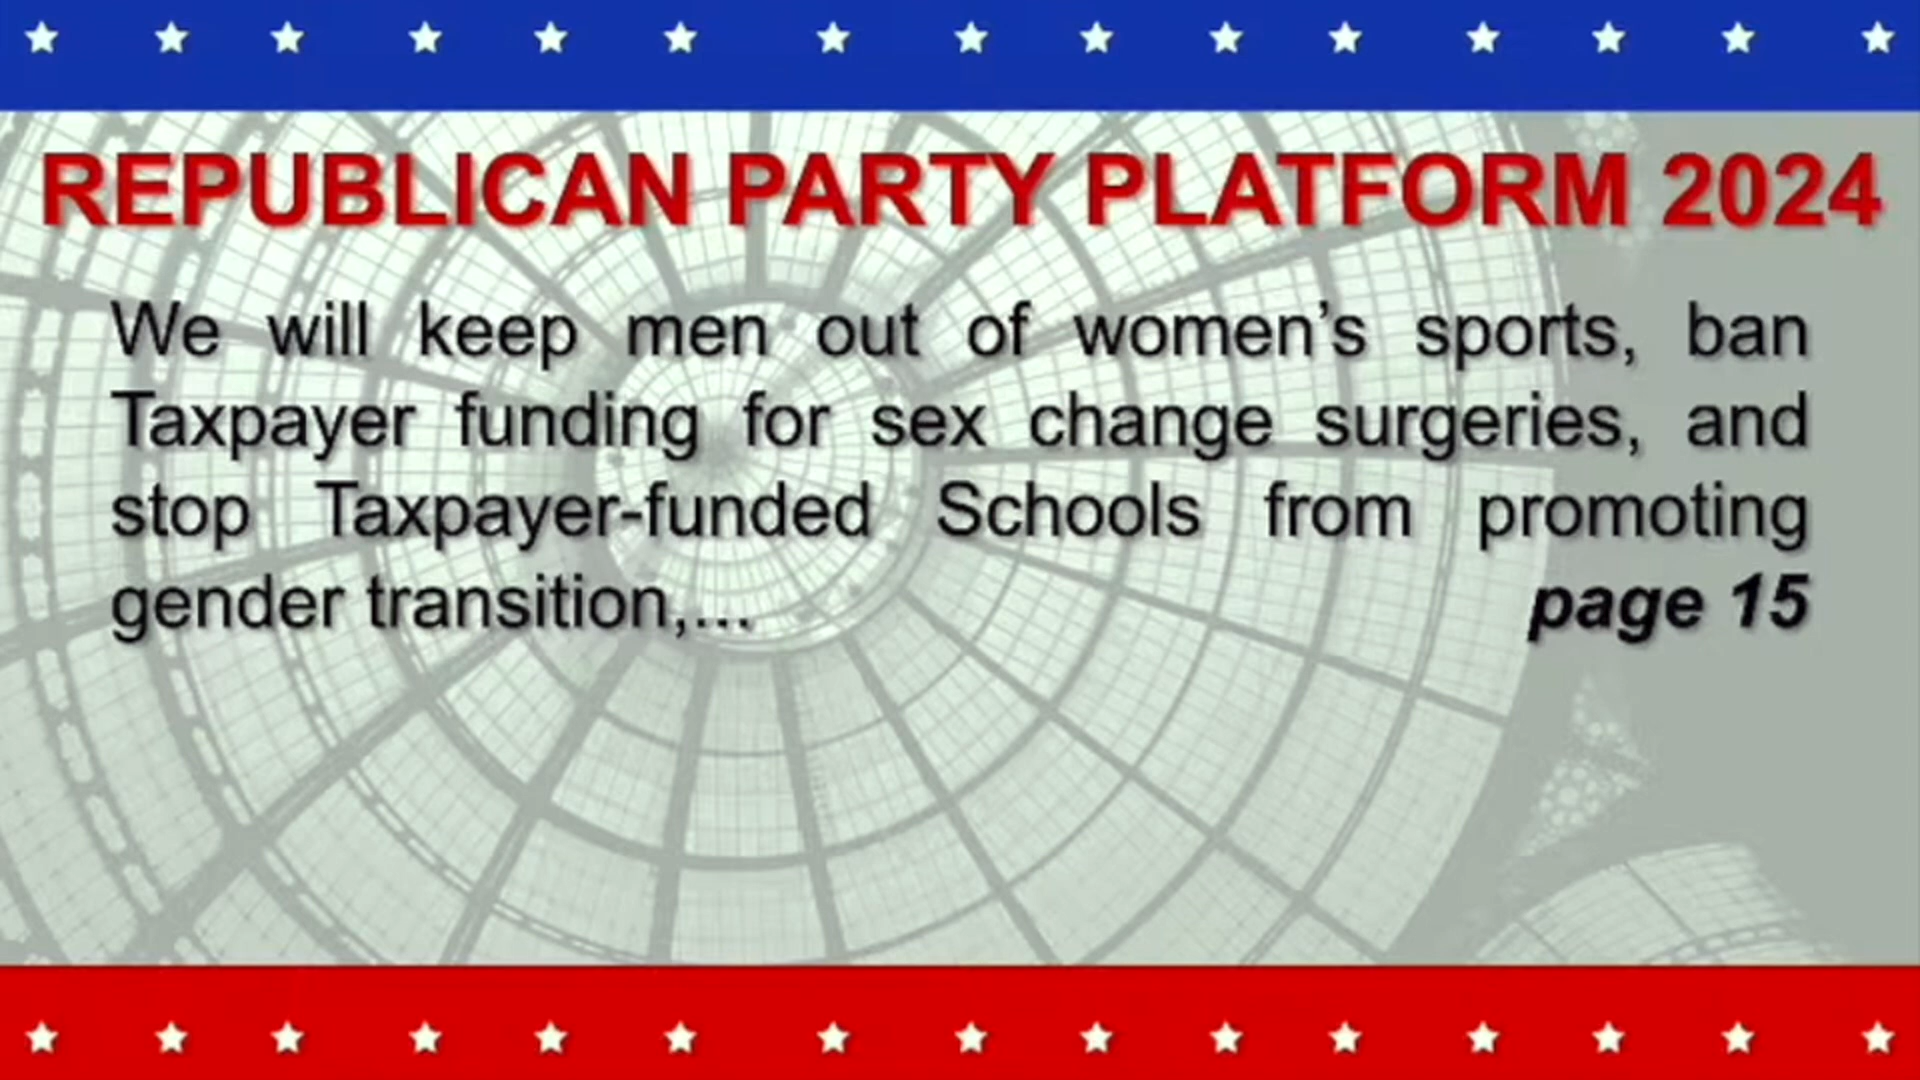 REPUBLICAN PARTY PLATFORM 2024
We will keep men out of women’s sports, ban
Taxpayer funding for sex change surgeries, and
stop Taxpayer-funded Schools from promoting
gender transition,... page 15